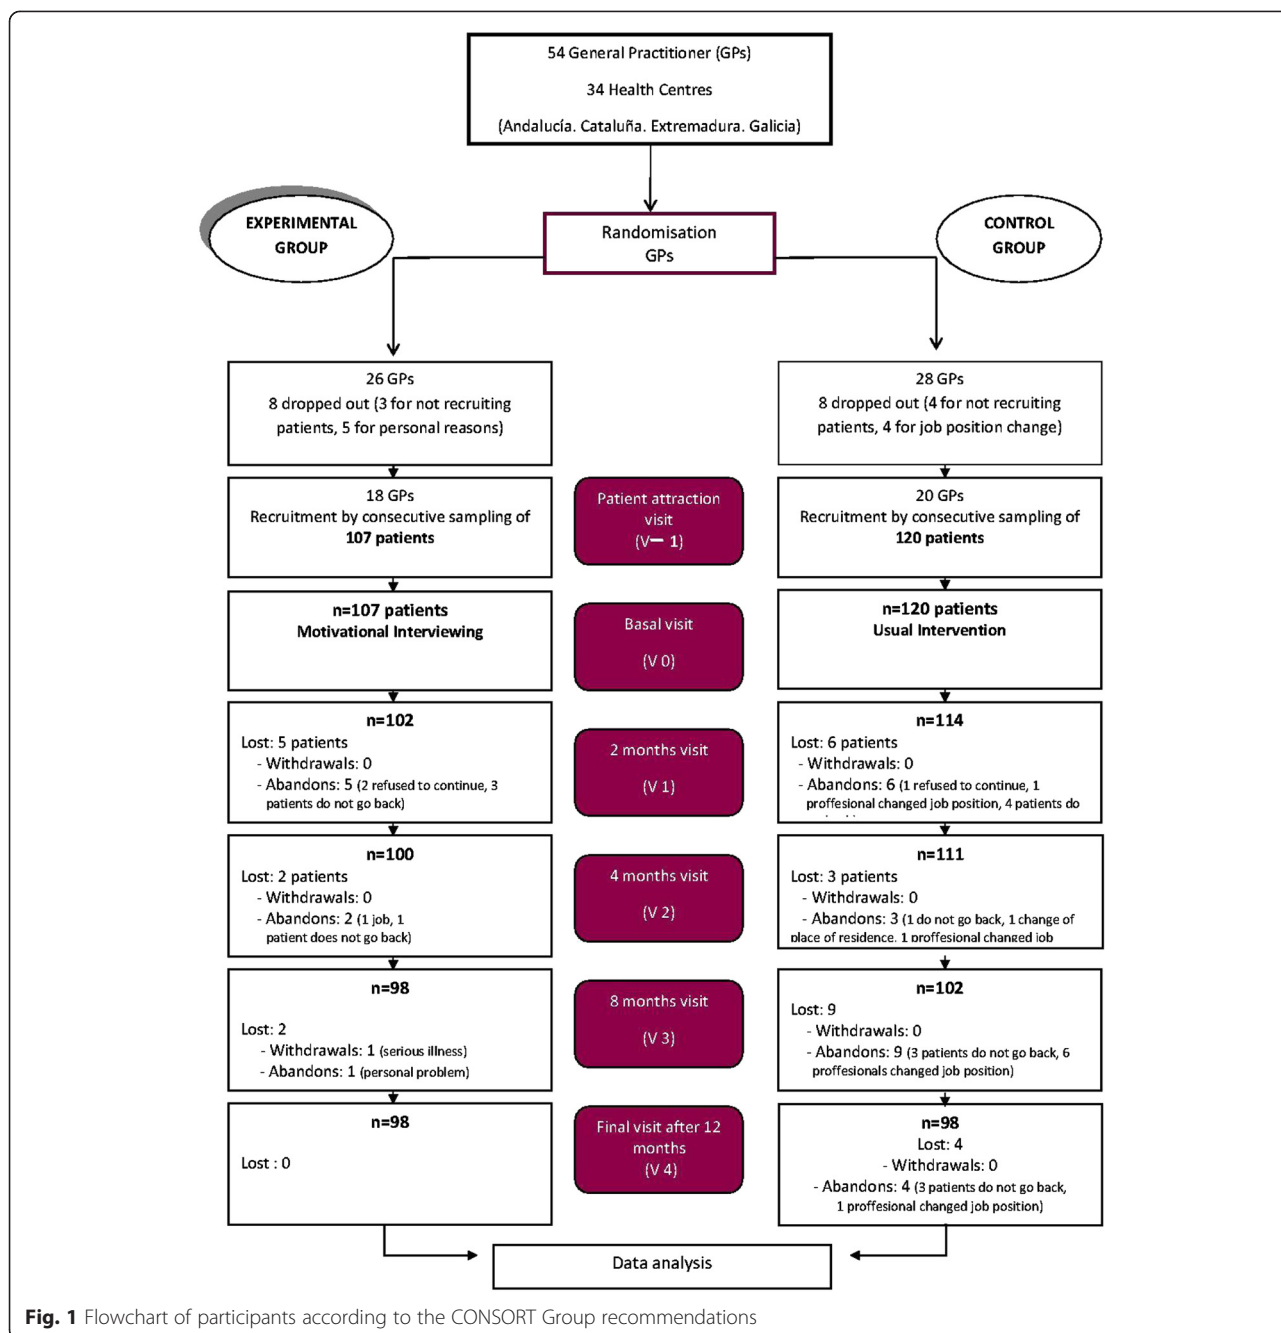 54 General Practitioner (GPs)
34 Health Centres
(Andalucía. Cataluña. Extremadura. Galicia)
EXPERIMENTAL
GROUP
Randomisation
GPs
CONTROL
GROUP
26 GPs
8 dropped out (3 for not recruiting
patients, 5 for personal reasons)
28 GPs
8 dropped out (4 for not recruiting
patients, 4 for job position change)
18 GPs
Recruitment by consecutive sampling of
107 patients
Patient attraction
visit
(V– 1)
20 GPs
Recruitment by consecutive sampling of
120 patients
n=107 patients
Motivational Interviewing
Basal visit
(V 0)
n=120 patients
Usual Intervention
n=102
Lost: 5 patients
- Withdrawals: 0
- Abandons: 5 (2 refused to continue, 3
patients do not go back)
2 months visit
(V 1)
n=114
Lost: 6 patients
- Withdrawals: 0
- Abandons: 6 (1 refused to continue, 1
proffesional changed job position, 4 patients do
n=100
Lost: 2 patients
- Withdrawals: 0
- Abandons: 2 (1 job, 1
patient does not go back)
4 months visit
(V 2)
n=111
Lost: 3 patients
- Withdrawals: 0
- Abandons: 3 (1 do not go back, 1 change of
place of residence. 1 proffesional changed job
n=98
Lost: 2
- Withdrawals: 1 (serious illness)
- Abandons: 1 (personal problem)
8 months visit
(V 3)
n=102
Lost: 9
- Withdrawals: 0
- Abandons: 9 (3 patients do not go back, 6
proffesionals changed job position)
n=98
Lost : 0
Final visit after 12
months
(V 4)
n=98
Lost: 4
- Withdrawals: 0
- Abandons: 4 (3 patients do not go back,
1 proffesional changed job position)
Data analysis
Fig. 1 Flowchart of participants according to the CONSORT Group recommendations